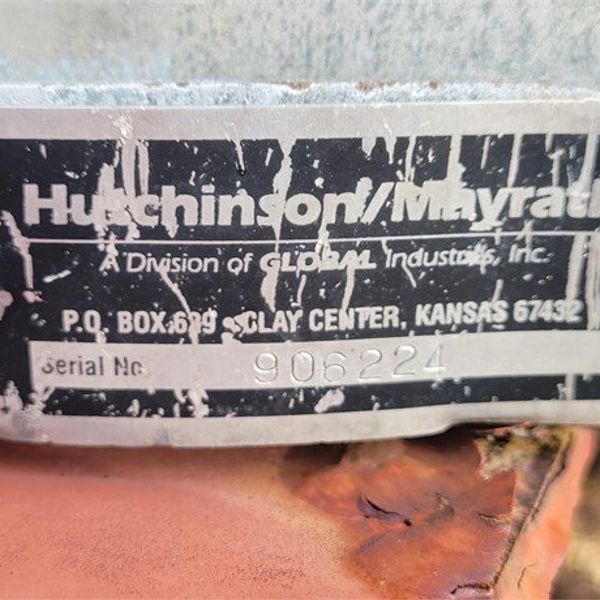 Hutchinson/Mayrath
A Division of GLOBAL Industries, Inc.
P.O. BOX 629 CLAY CENTER, KANSAS 67432
Serial No. 906224